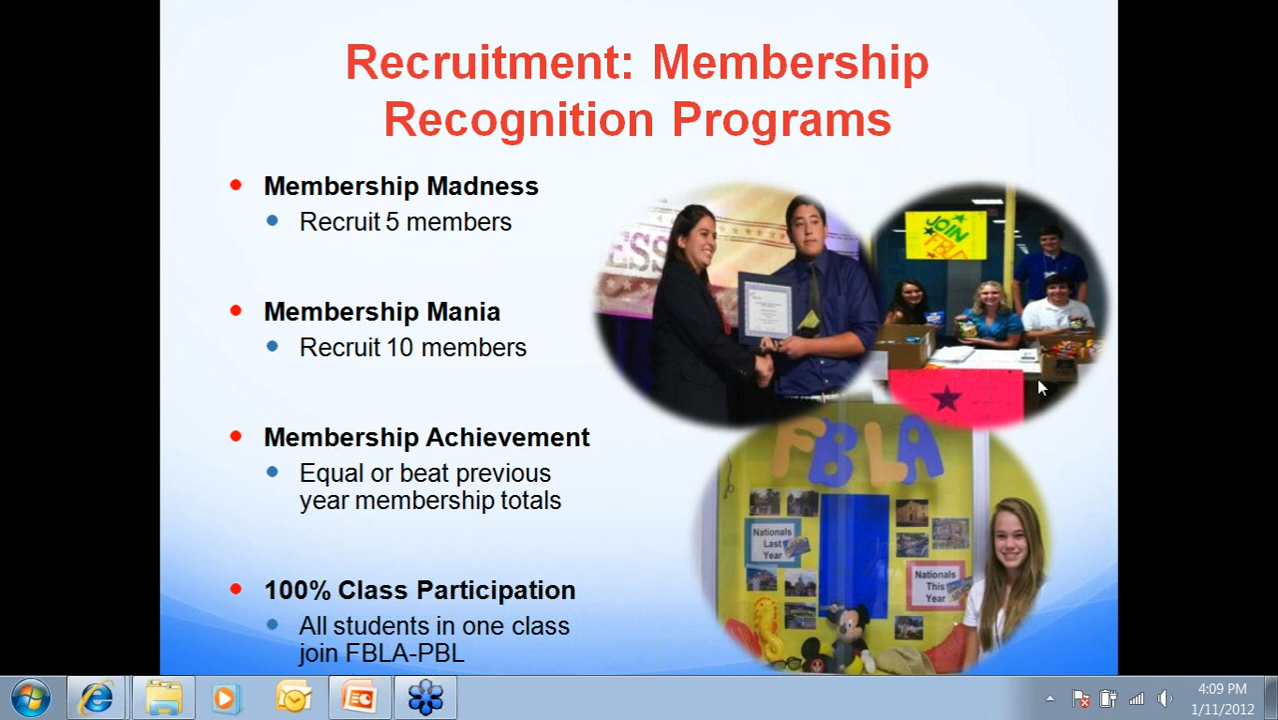 Recruitment: Membership
Recognition Programs
Membership Madness
Recruit 5 members
Membership Mania
Recruit 10 members
Membership Achievement
Equal or beat previous
year membership totals
100% Class Participation
All students in one class
join FBLA-PBL
ESS
JOIN
FBLA
Nationals
Last
Year
Nationals
This
Year
4:09 PM
1/11/2012